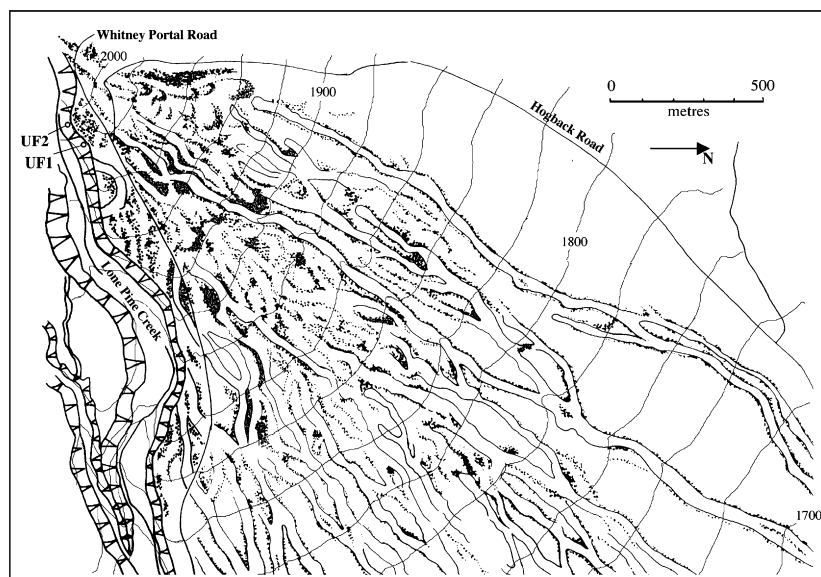 Whitney Portal Road
2000
1900
0 500
metres
Hogback Road
N
UF2
UF1
1800
Lone Pine Creek
1700